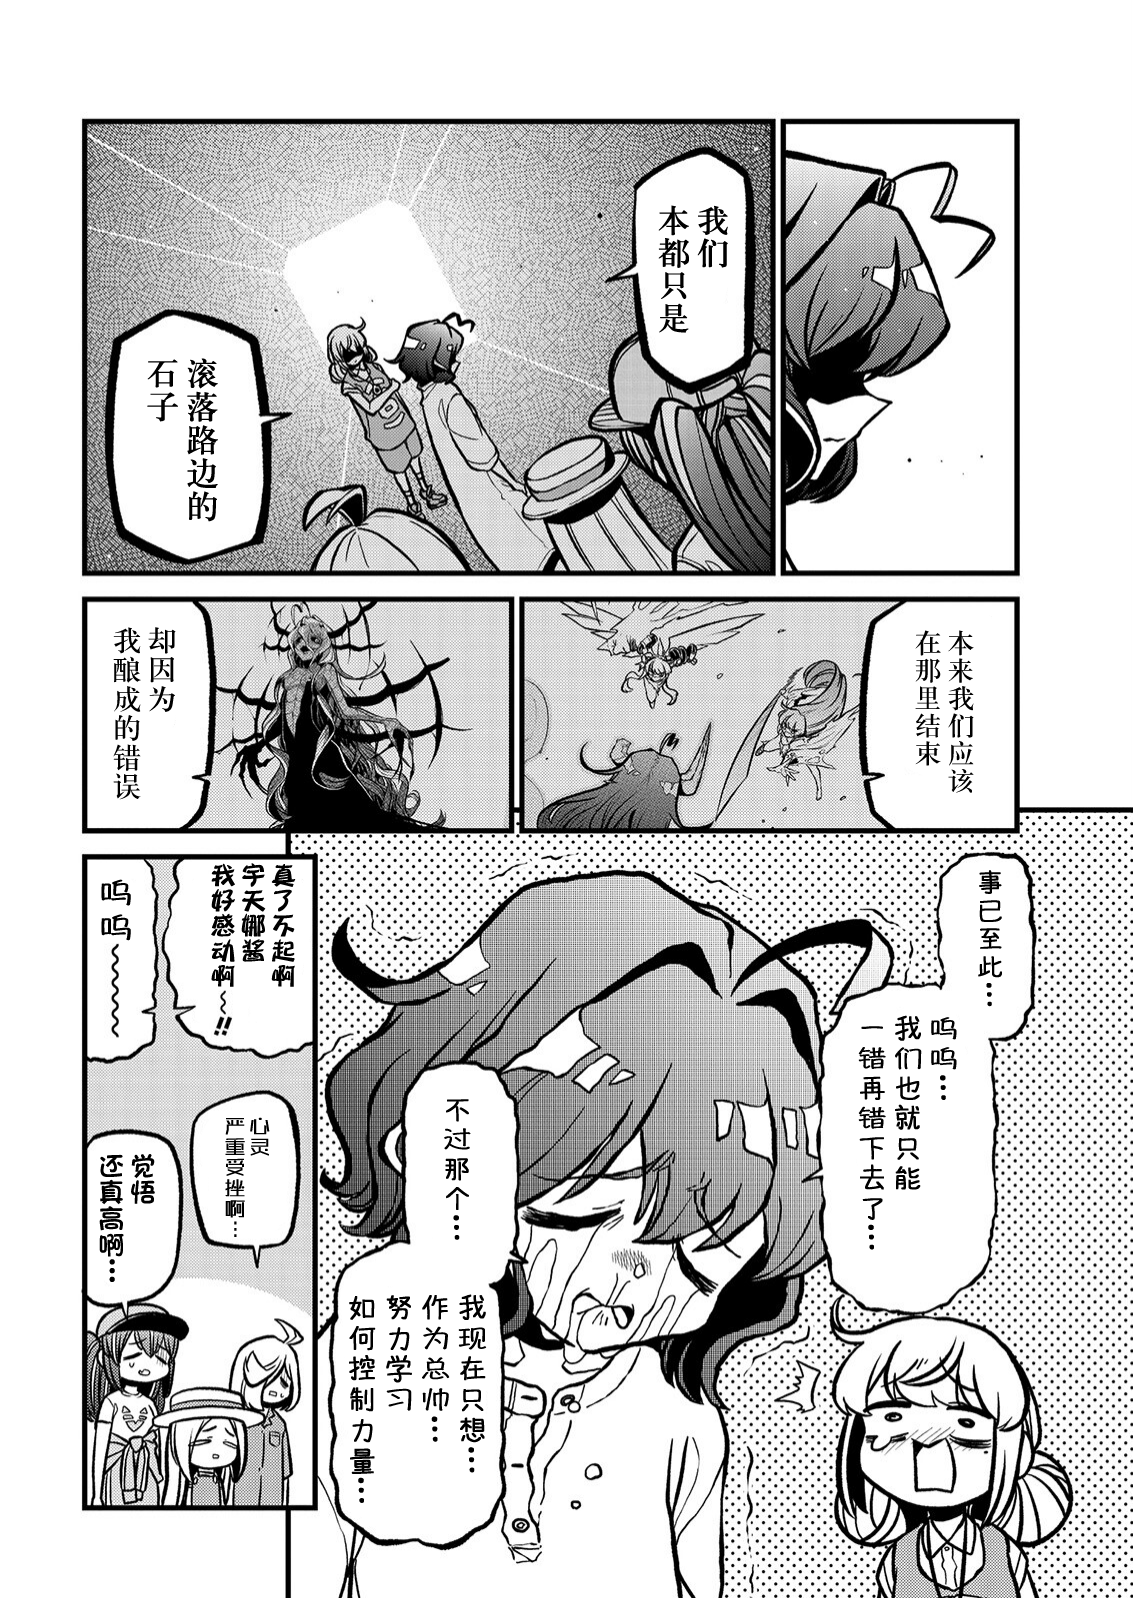 我们
本都只是
滚落路边的
石子
本来我们应该
在那里结束
却因为
我酿成的错误
事已至此…
呜呜…
我们也就只能
一错再错下去了…
不过那个…
我现在只想…
作为总帅…
努力学习
如何控制力量…
真了不起啊
宇天娜酱
我好感动啊~!!
呜呜~~~~
心灵
严重受挫啊…
觉悟
还真高啊…